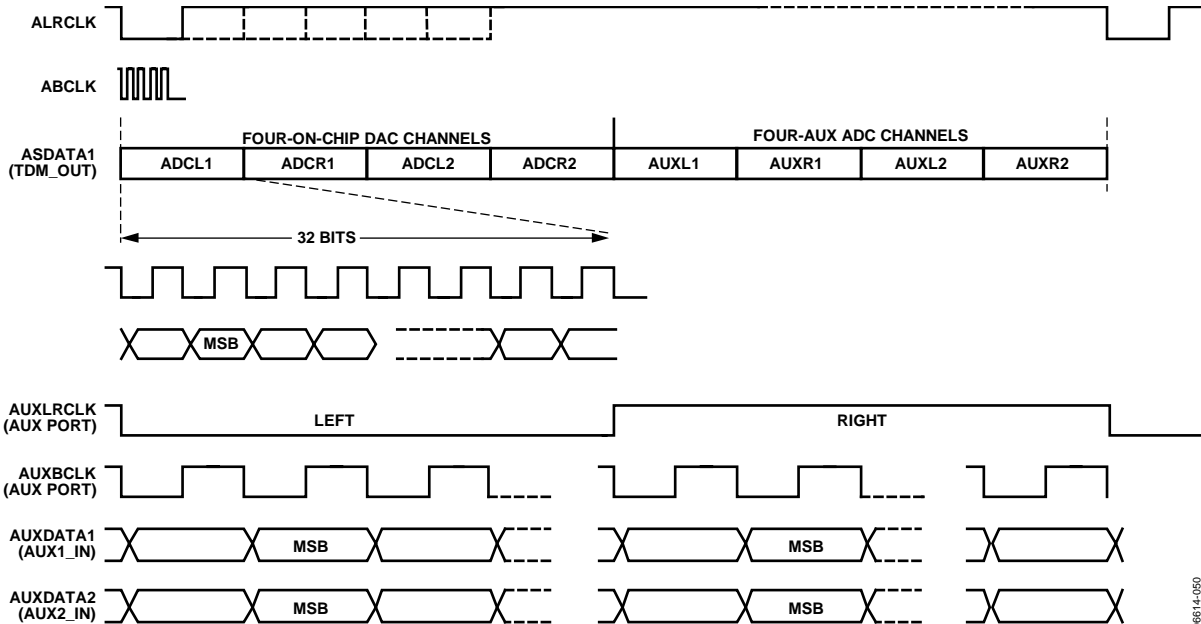 ALRCLK
ABCLK
FOUR-ON-CHIP DAC CHANNELS
FOUR-AUX ADC CHANNELS
ASDATA1
(TDM_OUT)
ADCL1
ADCR1
ADCL2
ADCR2
AUXL1
AUXR1
AUXL2
AUXR2
32 BITS
MSB
AUXLRCLK
(AUX PORT)
LEFT
RIGHT
AUXBCLK
(AUX PORT)
AUXDATA1
(AUX1_IN)
MSB
MSB
AUXDATA2
(AUX2_IN)
MSB
MSB
6614-050